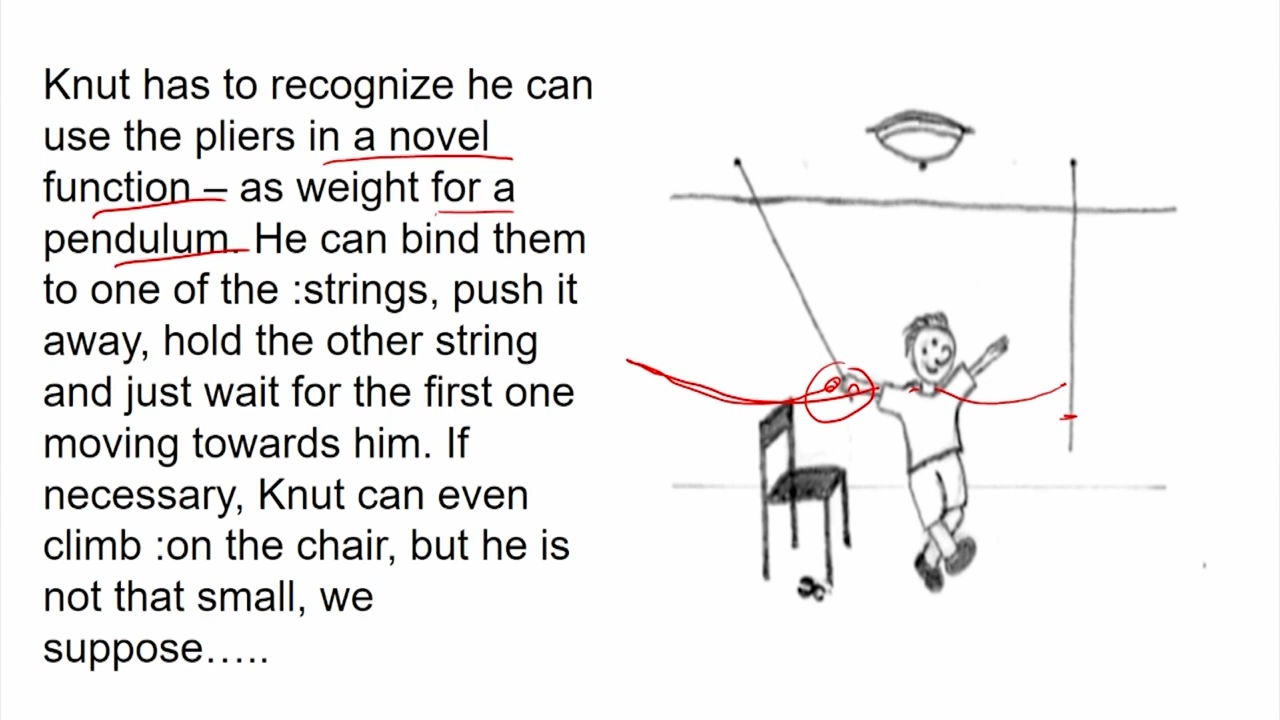 Knut has to recognize he can
use the pliers in a novel
function – as weight for a
pendulum. He can bind them
to one of the :strings, push it
away, hold the other string
and just wait for the first one
moving towards him. If
necessary, Knut can even
climb :on the chair, but he is
not that small, we
suppose…..